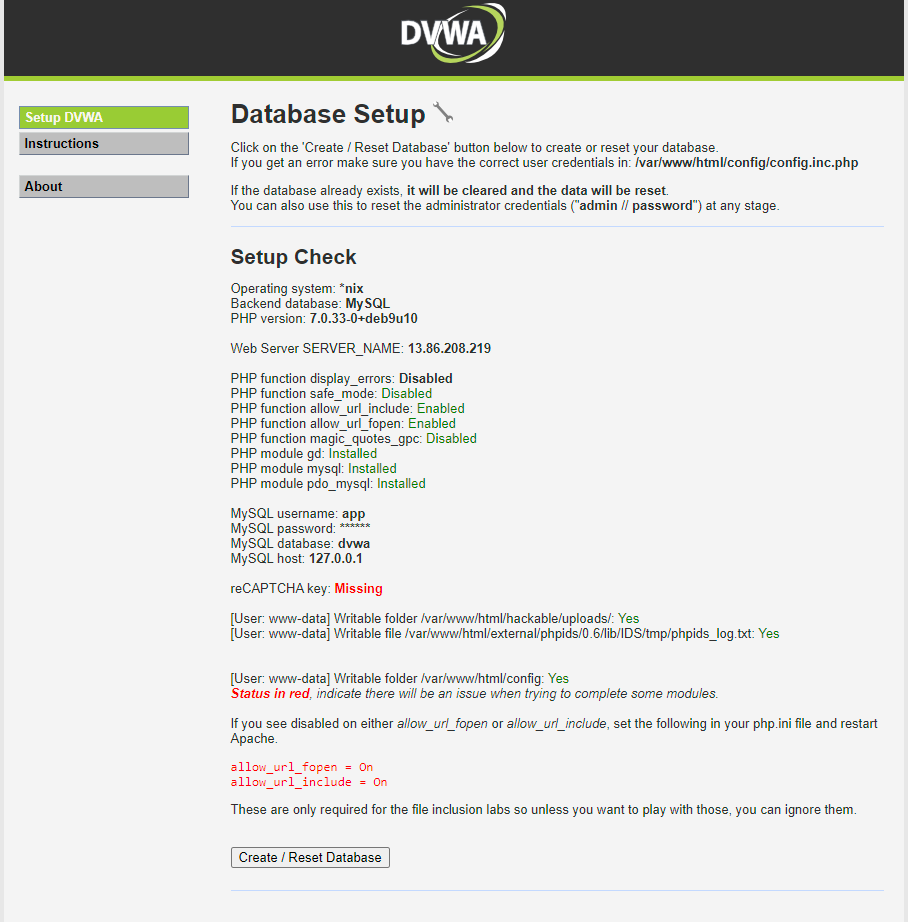 DVWA
Setup DVWA
Instructions
About
Database Setup
Click on the 'Create / Reset Database' button below to create or reset your database.
If you get an error make sure you have the correct user credentials in: /var/www/html/config/config.inc.php
If the database already exists, it will be cleared and the data will be reset.
You can also use this to reset the administrator credentials ("admin // password") at any stage.
Setup Check
Operating system: *nix
Backend database: MySQL
PHP version: 7.0.33-0+deb9u10
Web Server SERVER_NAME: 13.86.208.219
PHP function display_errors: Disabled
PHP function safe_mode: Disabled
PHP function allow_url_include: Enabled
PHP function allow_url_fopen: Enabled
PHP function magic_quotes_gpc: Disabled
PHP module gd: Installed
PHP module mysql: Installed
PHP module pdo_mysql: Installed
MySQL username: app
MySQL password: ******
MySQL database: dvwa
MySQL host: 127.0.0.1
reCAPTCHA key: Missing
[User: www-data] Writable folder /var/www/html/hackable/uploads/: Yes
[User: www-data] Writable file /var/www/html/external/phpids/0.6/lib/IDS/tmp/phpids_log.txt: Yes
[User: www-data] Writable folder /var/www/html/config: Yes
Status in red, indicate there will be an issue when trying to complete some modules.
If you see disabled on either allow_url_fopen or allow_url_include, set the following in your php.ini file and restart
Apache.
allow_url_fopen = On
allow_url_include = On
These are only required for the file inclusion labs so unless you want to play with those, you can ignore them.
Create / Reset Database